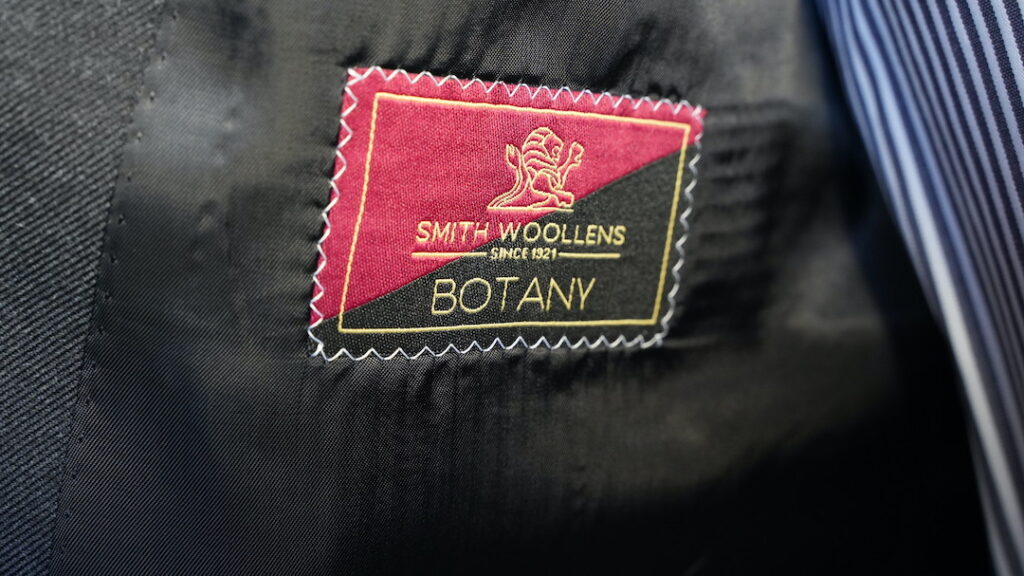 SMITH WOOLLENS
SINCE 1921
BOTANY